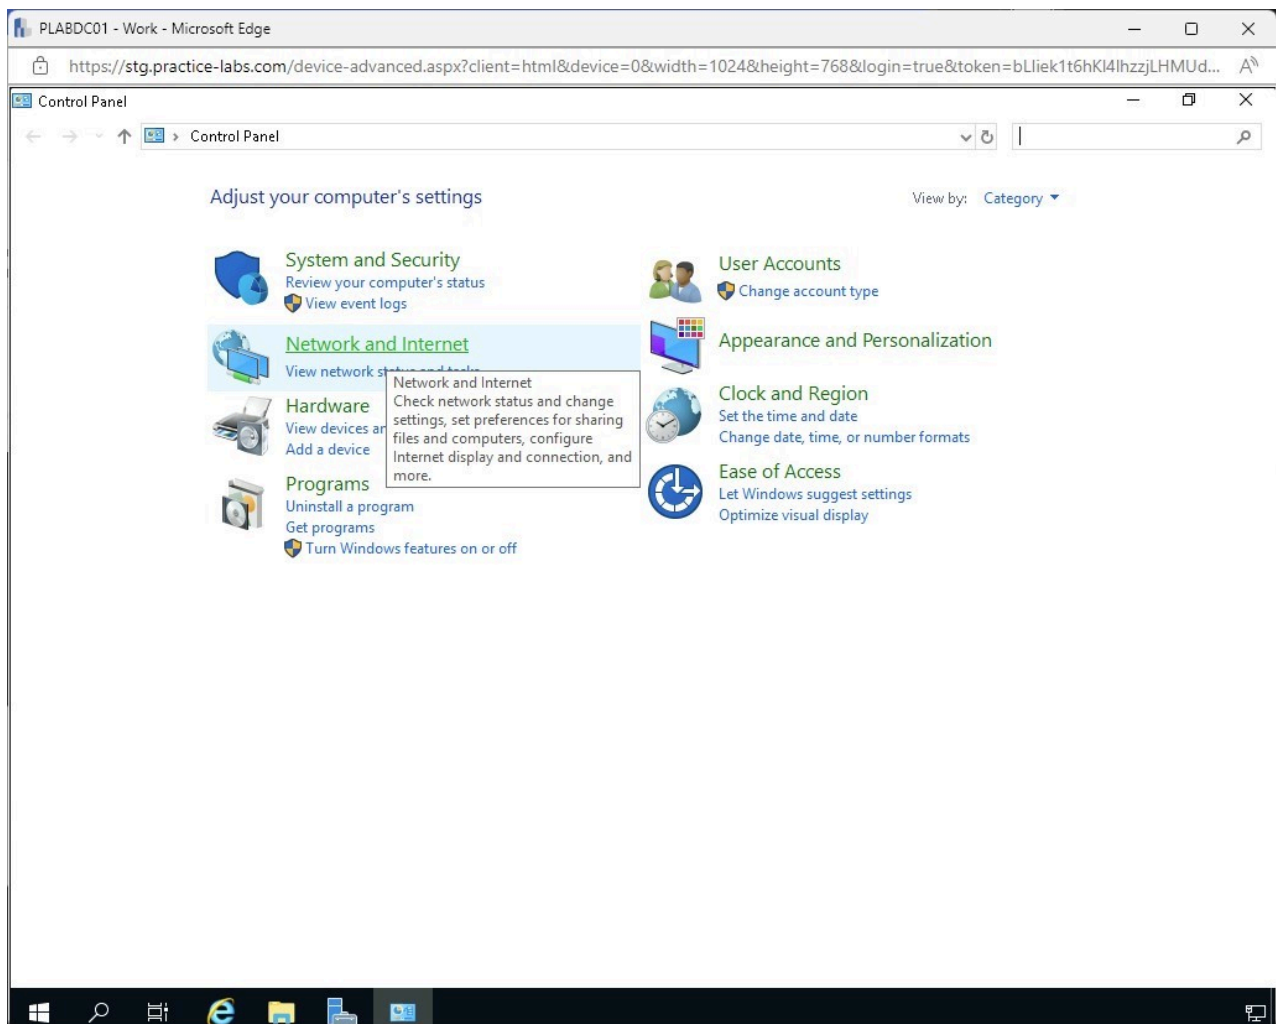 PLABDC01 - Work - Microsoft Edge
https://stg.practice-labs.com/device-advanced.aspx?client=html&device=0&width=1024&height=768&login=true&token=bLliek1t6hKl4lhzzjLHMUd...
Control Panel
Control Panel
Adjust your computer's settings
View by: Category
System and Security
Review your computer's status
View event logs
Network and Internet
View network status and tasks
Network and Internet
Check network status and change
settings, set preferences for sharing
files and computers, configure
Internet display and connection, and
more.
Hardware
View devices
Add a device
Programs
Uninstall a program
Get programs
Turn Windows features on or off
User Accounts
Change account type
Appearance and Personalization
Clock and Region
Set the time and date
Change date, time, or number formats
Ease of Access
Let Windows suggest settings
Optimize visual display